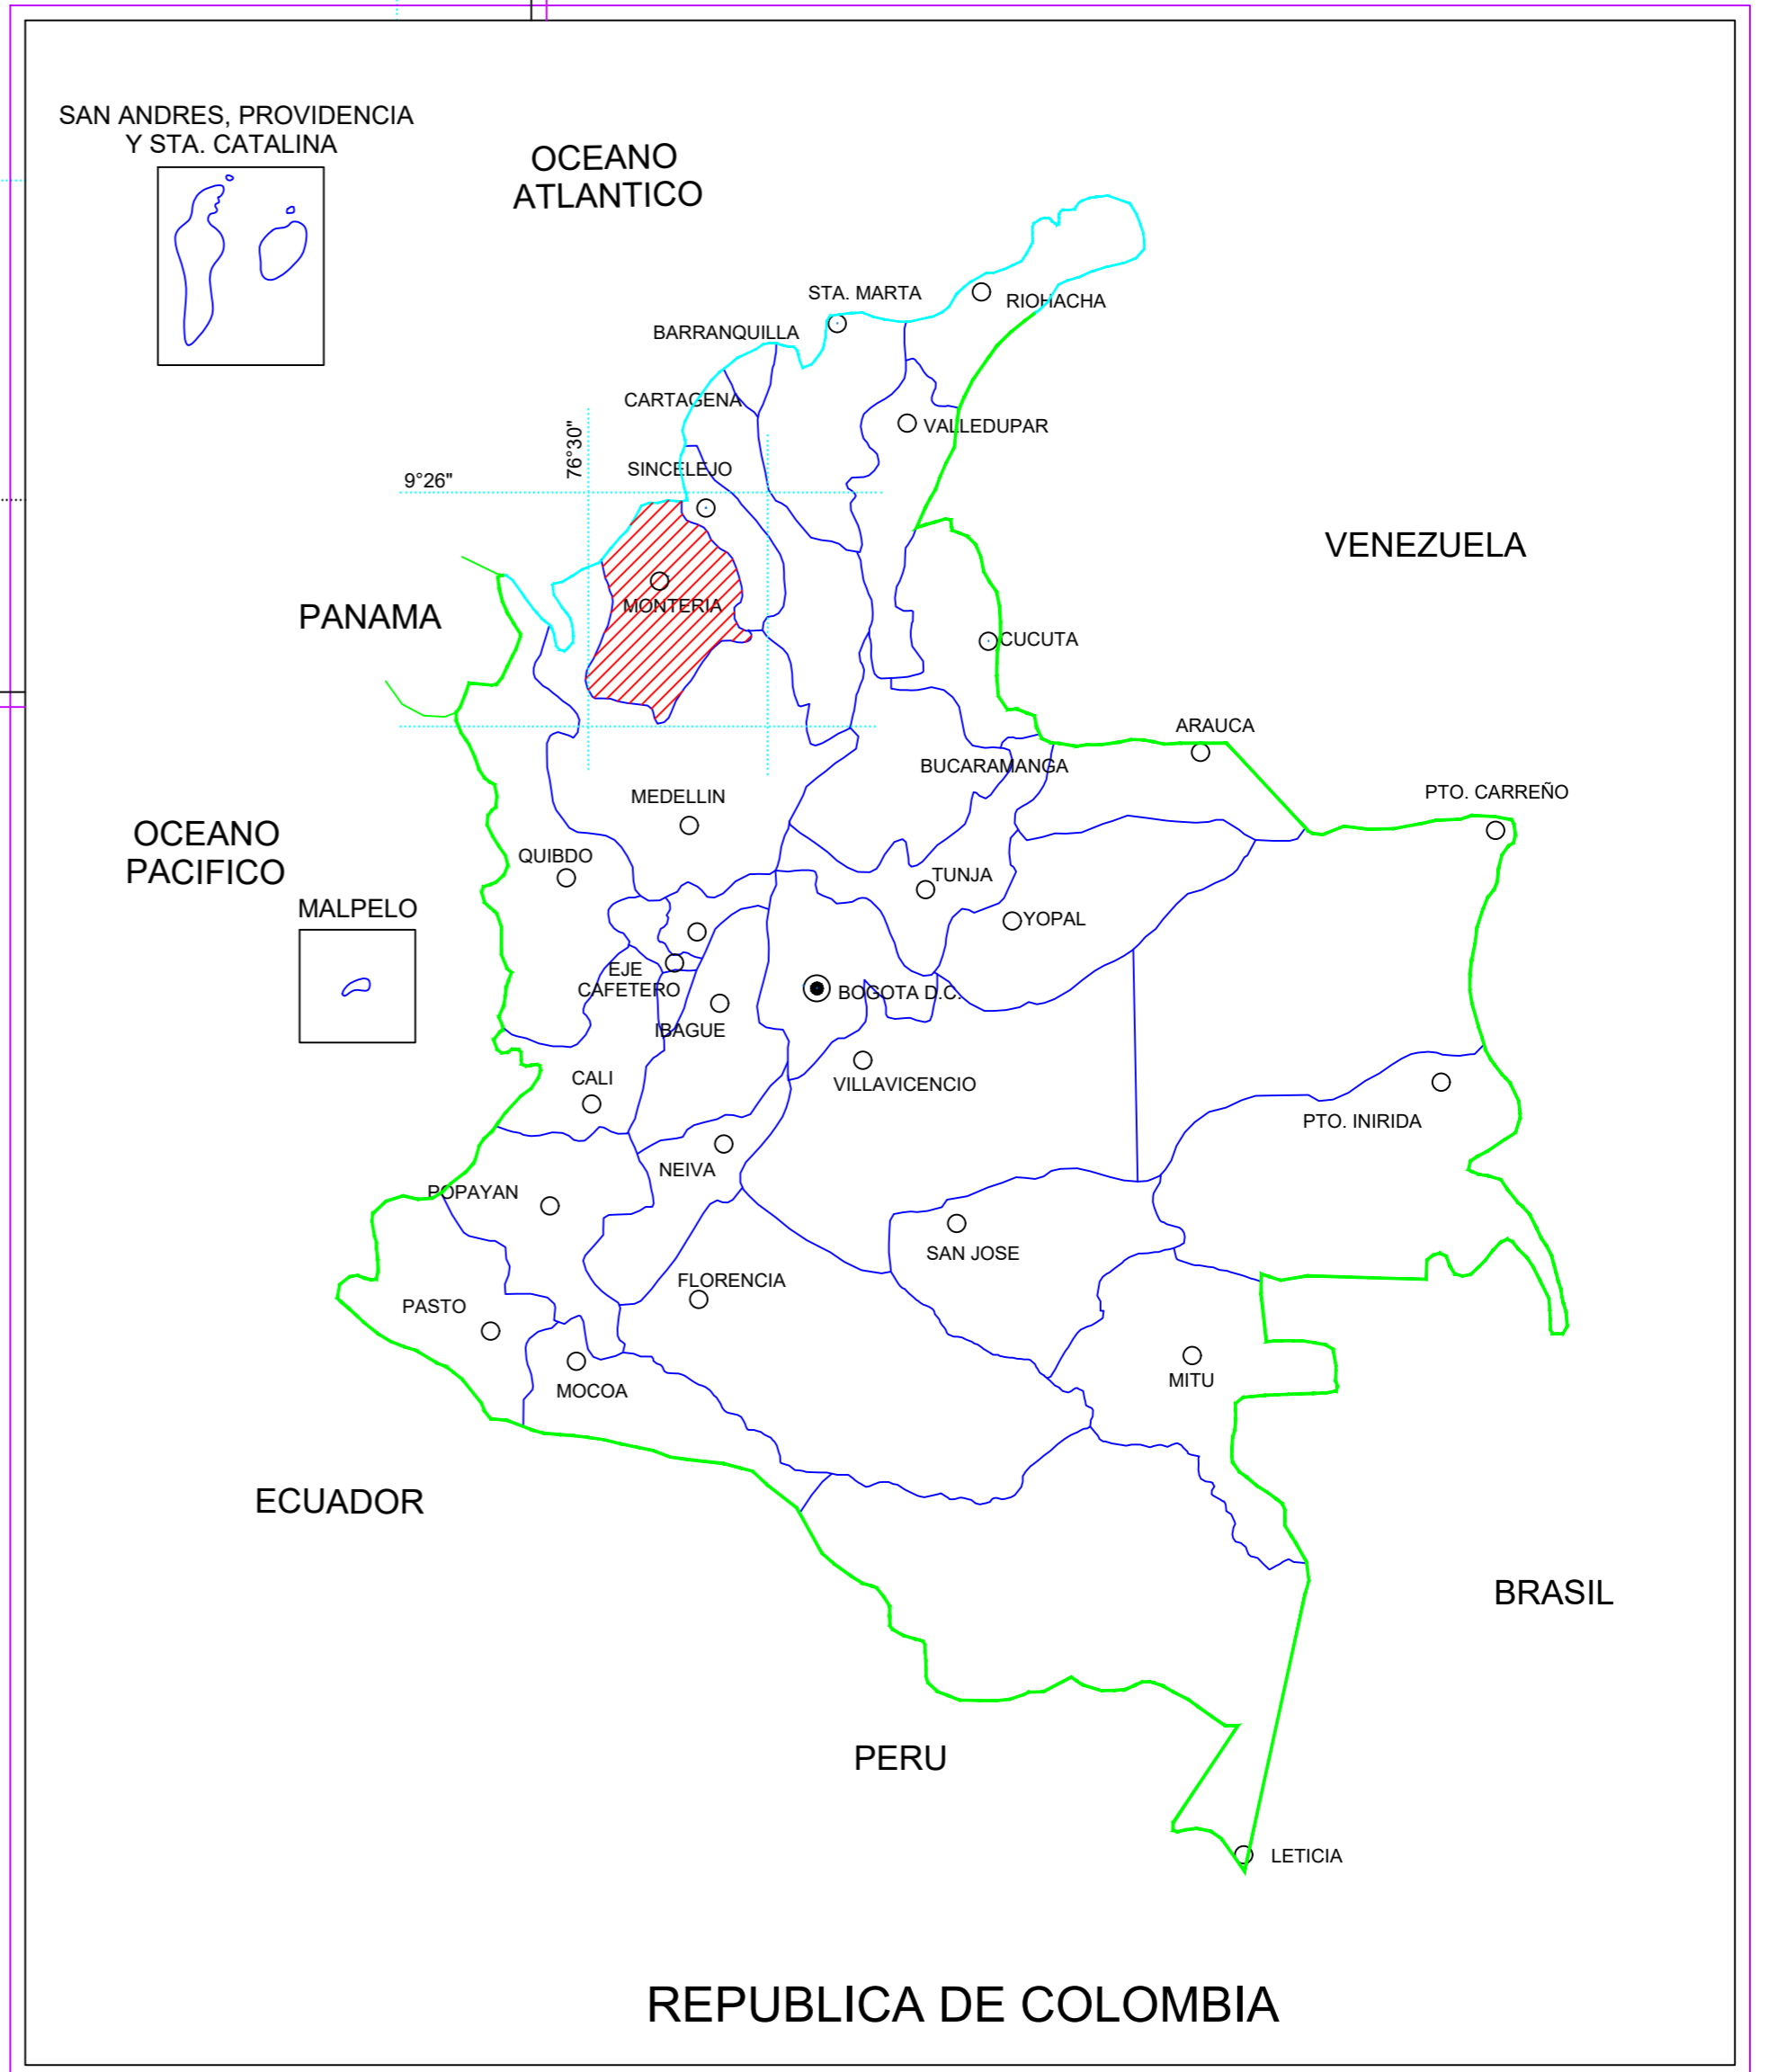 SAN ANDRES, PROVIDENCIA
Y STA. CATALINA
OCEANO
ATLANTICO
STA. MARTA
RIOHACHA
BARRANQUILLA
CARTAGENA
VALLEDUPAR
76°30"
SINCELEJO
9°26"
VENEZUELA
MONTERIA
PANAMA
CUCUTA
ARAUCA
BUCARAMANGA
PTO. CARREÑO
MEDELLIN
OCEANO
PACIFICO
QUIBDO
TUNJA
MALPELO
YOPAL
EJE
CAFETERO
BOGOTA D.C.
IBAGUE
CALI
VILLAVICENCIO
PTO. INIRIDA
NEIVA
POPAYAN
SAN JOSE
FLORENCIA
PASTO
MITU
MOCOA
ECUADOR
BRASIL
PERU
LETICIA
REPUBLICA DE COLOMBIA